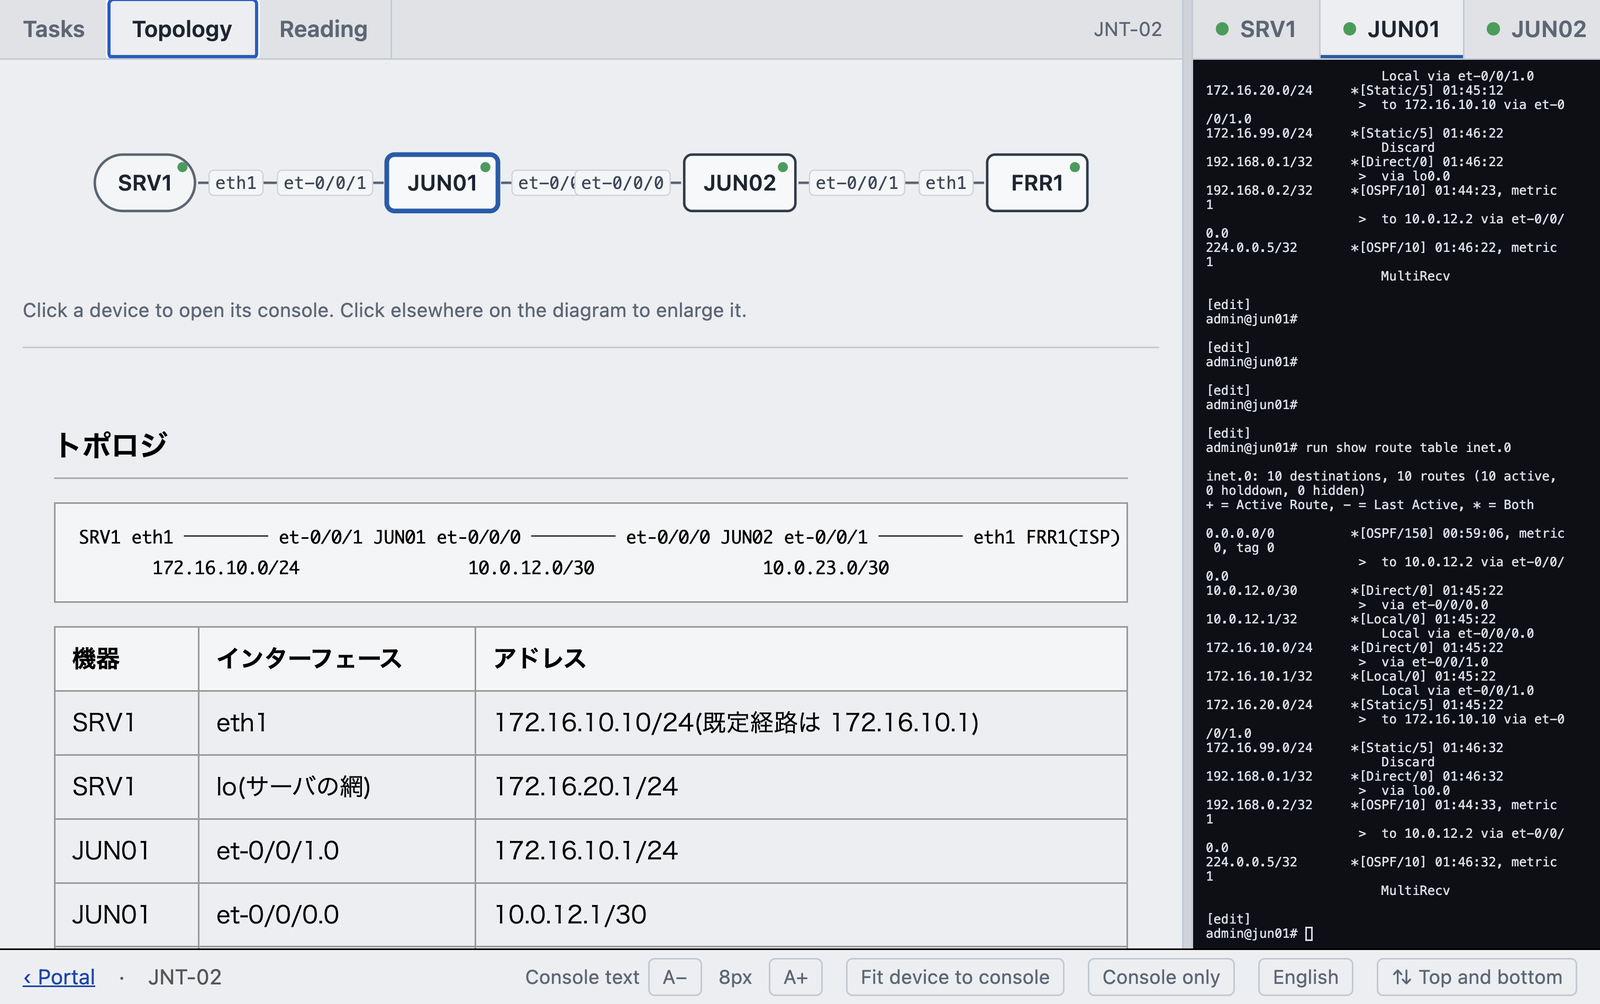 Tasks
Topology
Reading
JNT-02
SRV1
JUN01
JUN02
SRV1
eth1
et-0/0/1
JUN01
et-0/0/0
JUN02
et-0/0/1
eth1
FRR1
Click a device to open its console. Click elsewhere on the diagram to enlarge it.
トポロジ
SRV1 eth1 ──────── et-0/0/1 JUN01 et-0/0/0 ──────── et-0/0/0 JUN02 et-0/0/1 ──────── eth1 FRR1(ISP)
172.16.10.0/24 10.0.12.0/30 10.0.23.0/30
機器 インターフェース アドレス
SRV1 eth1 172.16.10.10/24(既定経路は 172.16.10.1)
SRV1 lo(サーバの網) 172.16.20.1/24
JUN01 et-0/0/1.0 172.16.10.1/24
JUN01 et-0/0/0.0 10.0.12.1/30
Local via et-0/0/1.0
172.16.20.0/24 *[Static/5] 01:45:12
> to 172.16.10.10 via et-0
/0/1.0
172.16.99.0/24 *[Static/5] 01:46:22
Discard
192.168.0.1/32 *[Direct/0] 01:46:22
> via lo0.0
192.168.0.2/32 *[OSPF/10] 01:44:23, metric
1
> to 10.0.12.2 via et-0/0/
0.0
224.0.0.5/32 *[OSPF/10] 01:46:22, metric
1
MultiRecv
[edit]
admin@jun01#
[edit]
admin@jun01#
[edit]
admin@jun01#
[edit]
admin@jun01# run show route table inet.0
inet.0: 10 destinations, 10 routes (10 active,
0 holddown, 0 hidden)
+ = Active Route, - = Last Active, * = Both
0.0.0.0/0 *[OSPF/150] 00:59:06, metric
0, tag 0
> to 10.0.12.2 via et-0/0/
0.0
10.0.12.0/30 *[Direct/0] 01:45:22
> via et-0/0/0.0
10.0.12.1/32 *[Local/0] 01:45:22
Local via et-0/0/0.0
172.16.10.0/24 *[Direct/0] 01:45:22
> via et-0/0/1.0
172.16.10.1/32 *[Local/0] 01:45:22
Local via et-0/0/1.0
172.16.20.0/24 *[Static/5] 01:45:22
> to 172.16.10.10 via et-0
/0/1.0
172.16.99.0/24 *[Static/5] 01:46:32
Discard
192.168.0.1/32 *[Direct/0] 01:46:32
> via lo0.0
192.168.0.2/32 *[OSPF/10] 01:44:33, metric
1
> to 10.0.12.2 via et-0/0/
0.0
224.0.0.5/32 *[OSPF/10] 01:46:32, metric
1
MultiRecv
[edit]
admin@jun01#
‹ Portal · JNT-02
Console text
A−
8px
A+
Fit device to console
Console only
English
⇅ Top and bottom